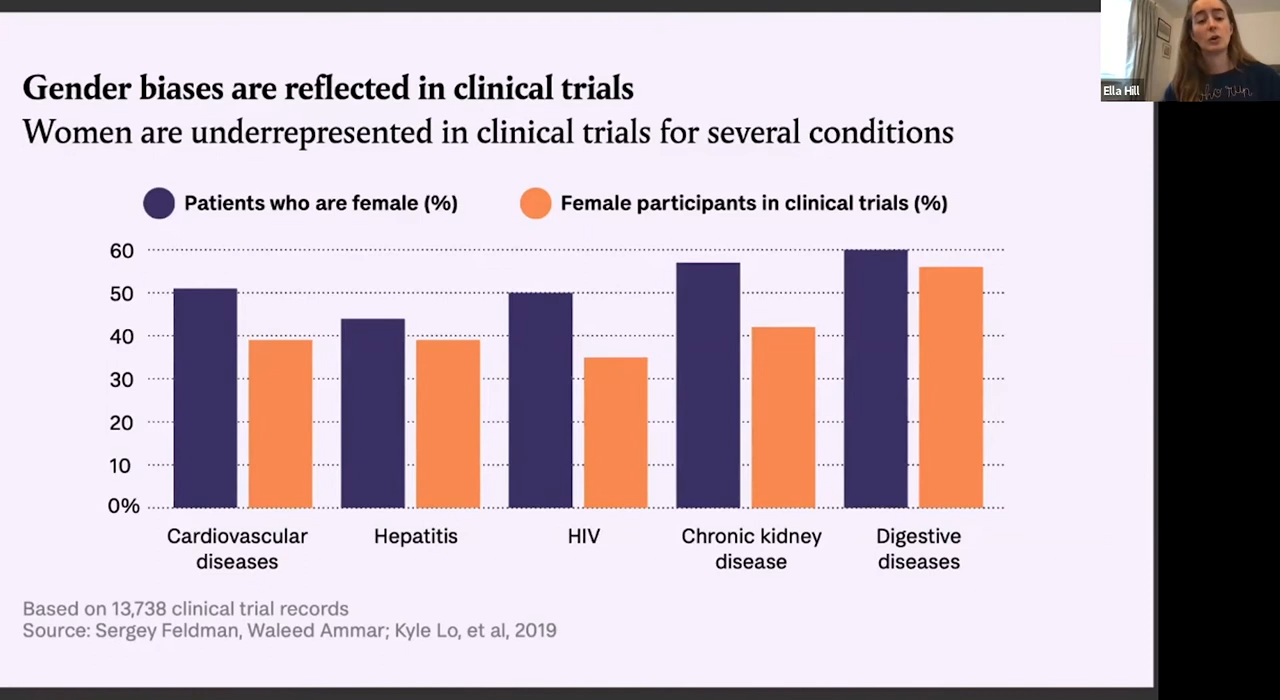 Gender biases are reflected in clinical trials
Women are underrepresented in clinical trials for several conditions
Ella Hill
who run
Patients who are female (%)
Female participants in clinical trials (%)
60
50
40
30
20
10
0%
Cardiovascular
diseases
Hepatitis
HIV
Chronic kidney
disease
Digestive
diseases
Based on 13,738 clinical trial records
Source: Sergey Feldman, Waleed Ammar; Kyle Lo, et al, 2019